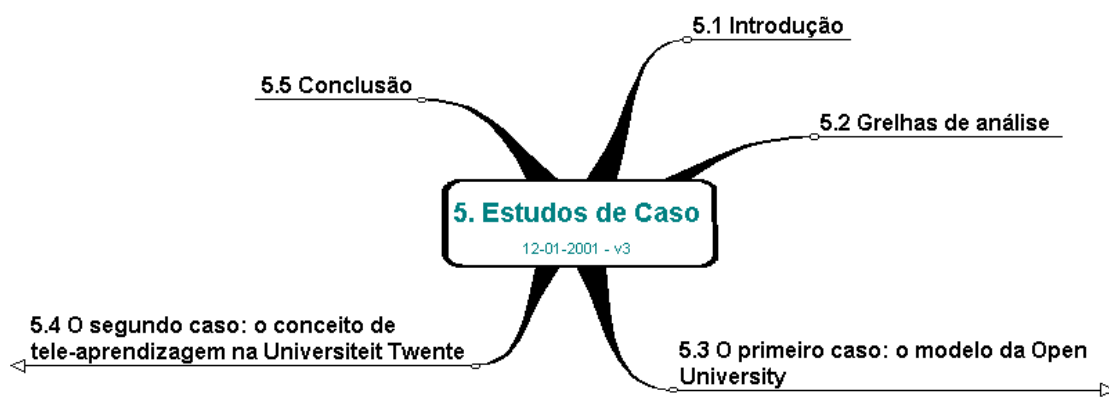 5.1 Introdução
5.5 Conclusão
5.2 Grelhas de análise
5. Estudos de Caso
12-01-2001 - v3
5.4 O segundo caso: o conceito de
tele-aprendizagem na Universiteit Twente
5.3 O primeiro caso: o modelo da Open
University